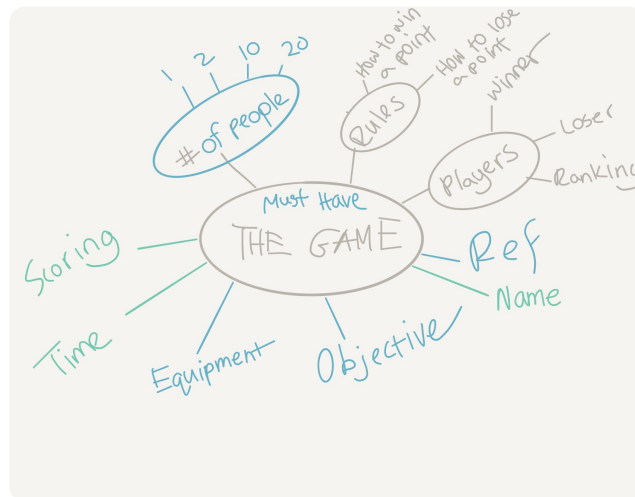 1
2
10
20
# of people
How to win
a point
How to lose
a point
Rules
Winner
Loser
Ranking
Players
Must Have
THE GAME
Scoring
Time
Equipment
Objective
Ref
Name